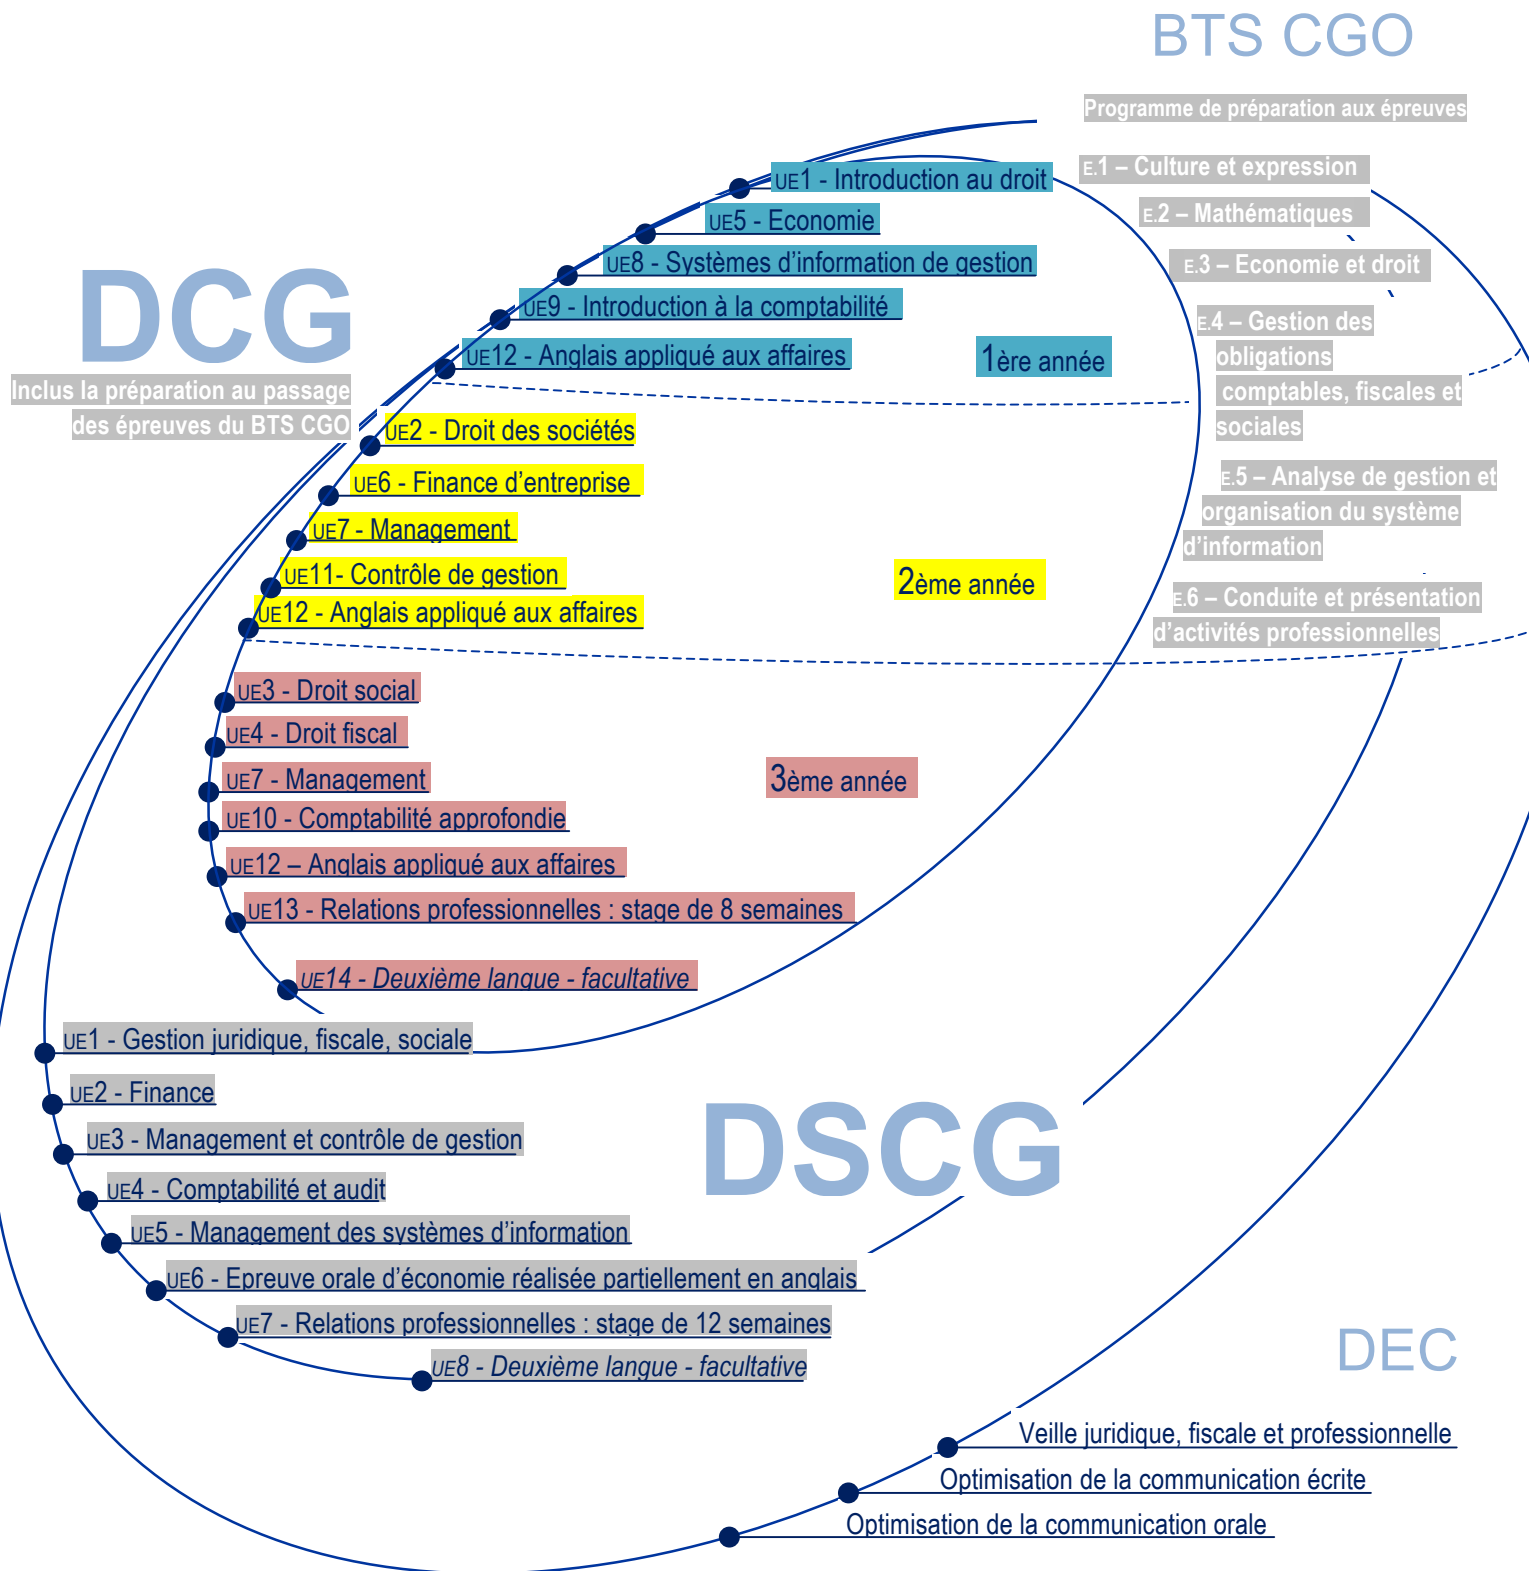 BTS CGO
Programme de préparation aux épreuves
E.1 – Culture et expression
E.2 – Mathématiques
E.3 – Economie et droit
E.4 – Gestion des
obligations
comptables, fiscales et
sociales
E.5 – Analyse de gestion et
organisation du système
d’information
E.6 – Conduite et présentation
d’activités professionnelles
DCG
Inclus la préparation au passage
des épreuves du BTS CGO
UE1 - Introduction au droit
UE5 - Economie
UE8 - Systèmes d’information de gestion
UE9 - Introduction à la comptabilité
UE12 - Anglais appliqué aux affaires
1ère année
UE2 - Droit des sociétés
UE6 - Finance d’entreprise
UE7 - Management
UE11- Contrôle de gestion
UE12 - Anglais appliqué aux affaires
2ème année
UE3 - Droit social
UE4 - Droit fiscal
UE7 - Management
UE10 - Comptabilité approfondie
UE12 – Anglais appliqué aux affaires
UE13 - Relations professionnelles : stage de 8 semaines
UE14 - Deuxième langue - facultative
3ème année
DSCG
UE1 - Gestion juridique, fiscale, sociale
UE2 - Finance
UE3 - Management et contrôle de gestion
UE4 - Comptabilité et audit
UE5 - Management des systèmes d’information
UE6 - Epreuve orale d’économie réalisée partiellement en anglais
UE7 - Relations professionnelles : stage de 12 semaines
UE8 - Deuxième langue - facultative
DEC
Veille juridique, fiscale et professionnelle
Optimisation de la communication écrite
Optimisation de la communication orale